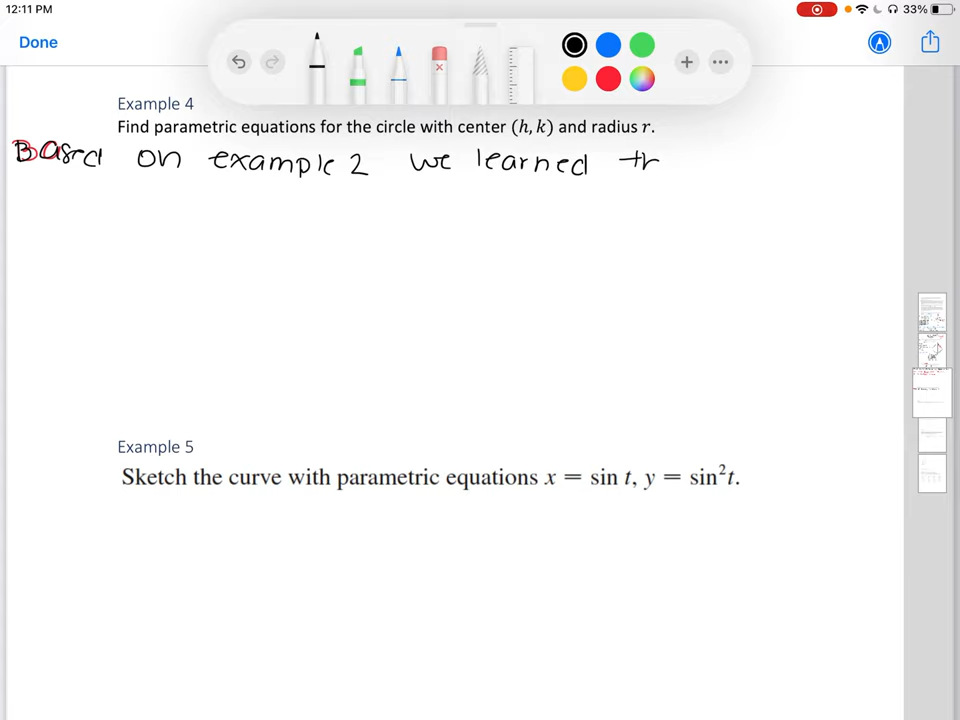 12:11 PM
33%
Done
Example 4
Find parametric equations for the circle with center (h, k) and radius r.
Based on example 2 we learned th
Example 5
Sketch the curve with parametric equations x = sin t, y = sin²t.